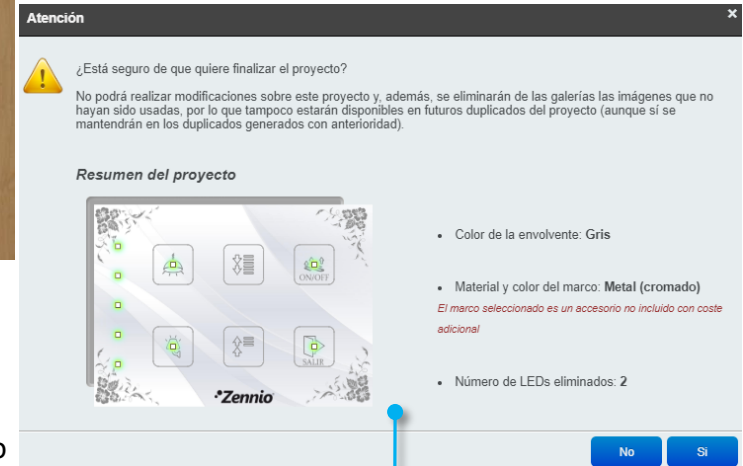 Atención
x
¿Está seguro de que quiere finalizar el proyecto?
No podrá realizar modificaciones sobre este proyecto y, además, se eliminarán de las galerías las imágenes que no
hayan sido usadas, por lo que tampoco estarán disponibles en futuros duplicados del proyecto (aunque sí se
mantendrán en los duplicados generados con anterioridad).
Resumen del proyecto
ON/OFF
SALIR
Zennio
Color de la envolvente: Gris
Material y color del marco: Metal (cromado)
El marco seleccionado es un accesorio no incluido con coste
adicional
Número de LEDs eliminados: 2
No
Si
o